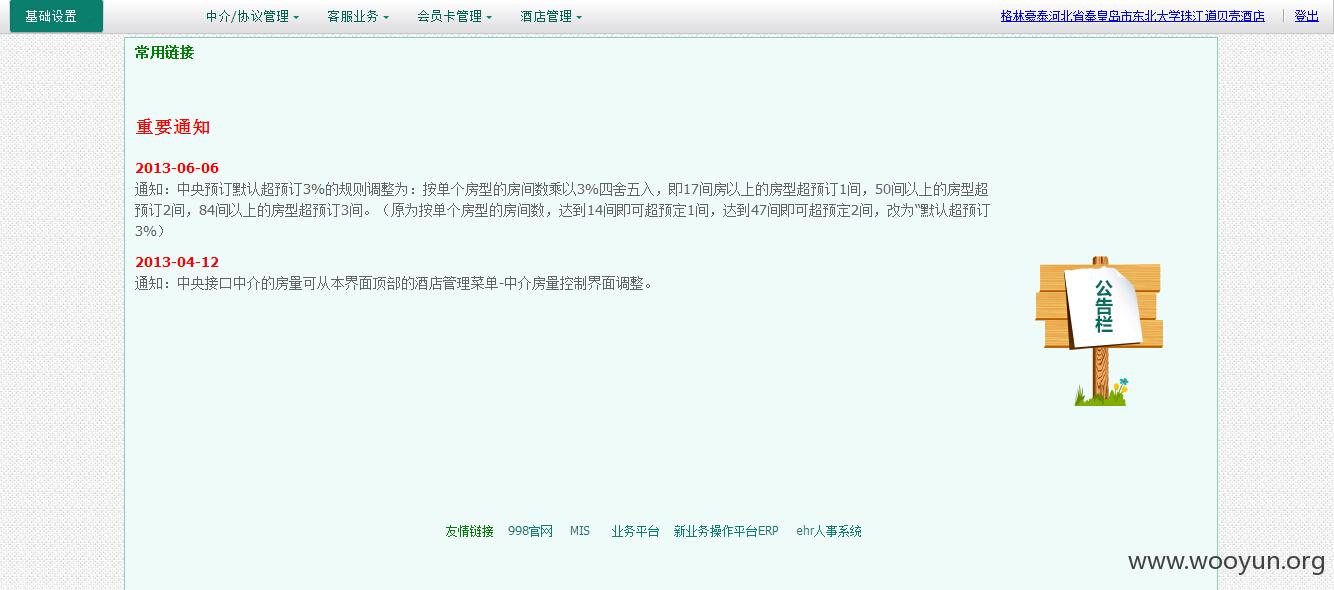 基础设置 中介/协议管理 客服业务 会员卡管理 酒店管理 格林豪泰河北省秦皇岛市东北大学珠江道贝壳酒店 | 登出
常用链接
重要通知
2013-06-06
通知：中央预订默认超预订3%的规则调整为：按单个房型的房间数乘以3%四舍五入，即17间房以上的房型超预订1间，50间以上的房型超
预订2间，84间以上的房型超预订3间。（原为按单个房型的房间数，达到14间即可超预定1间，达到47间即可超预定2间，改为“默认超预订
3%）
2013-04-12
通知：中央接口中介的房量可从本界面顶部的酒店管理菜单-中介房量控制界面调整。
公告栏
友情链接 998官网 MIS 业务平台 新业务操作平台ERP ehr人事系统
www.wooyun.org